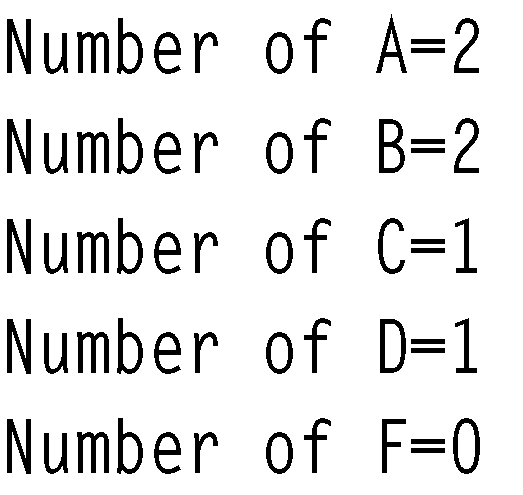 Number of A=2
Number of B=2
Number of C=1
Number of D=1
Number of F=0